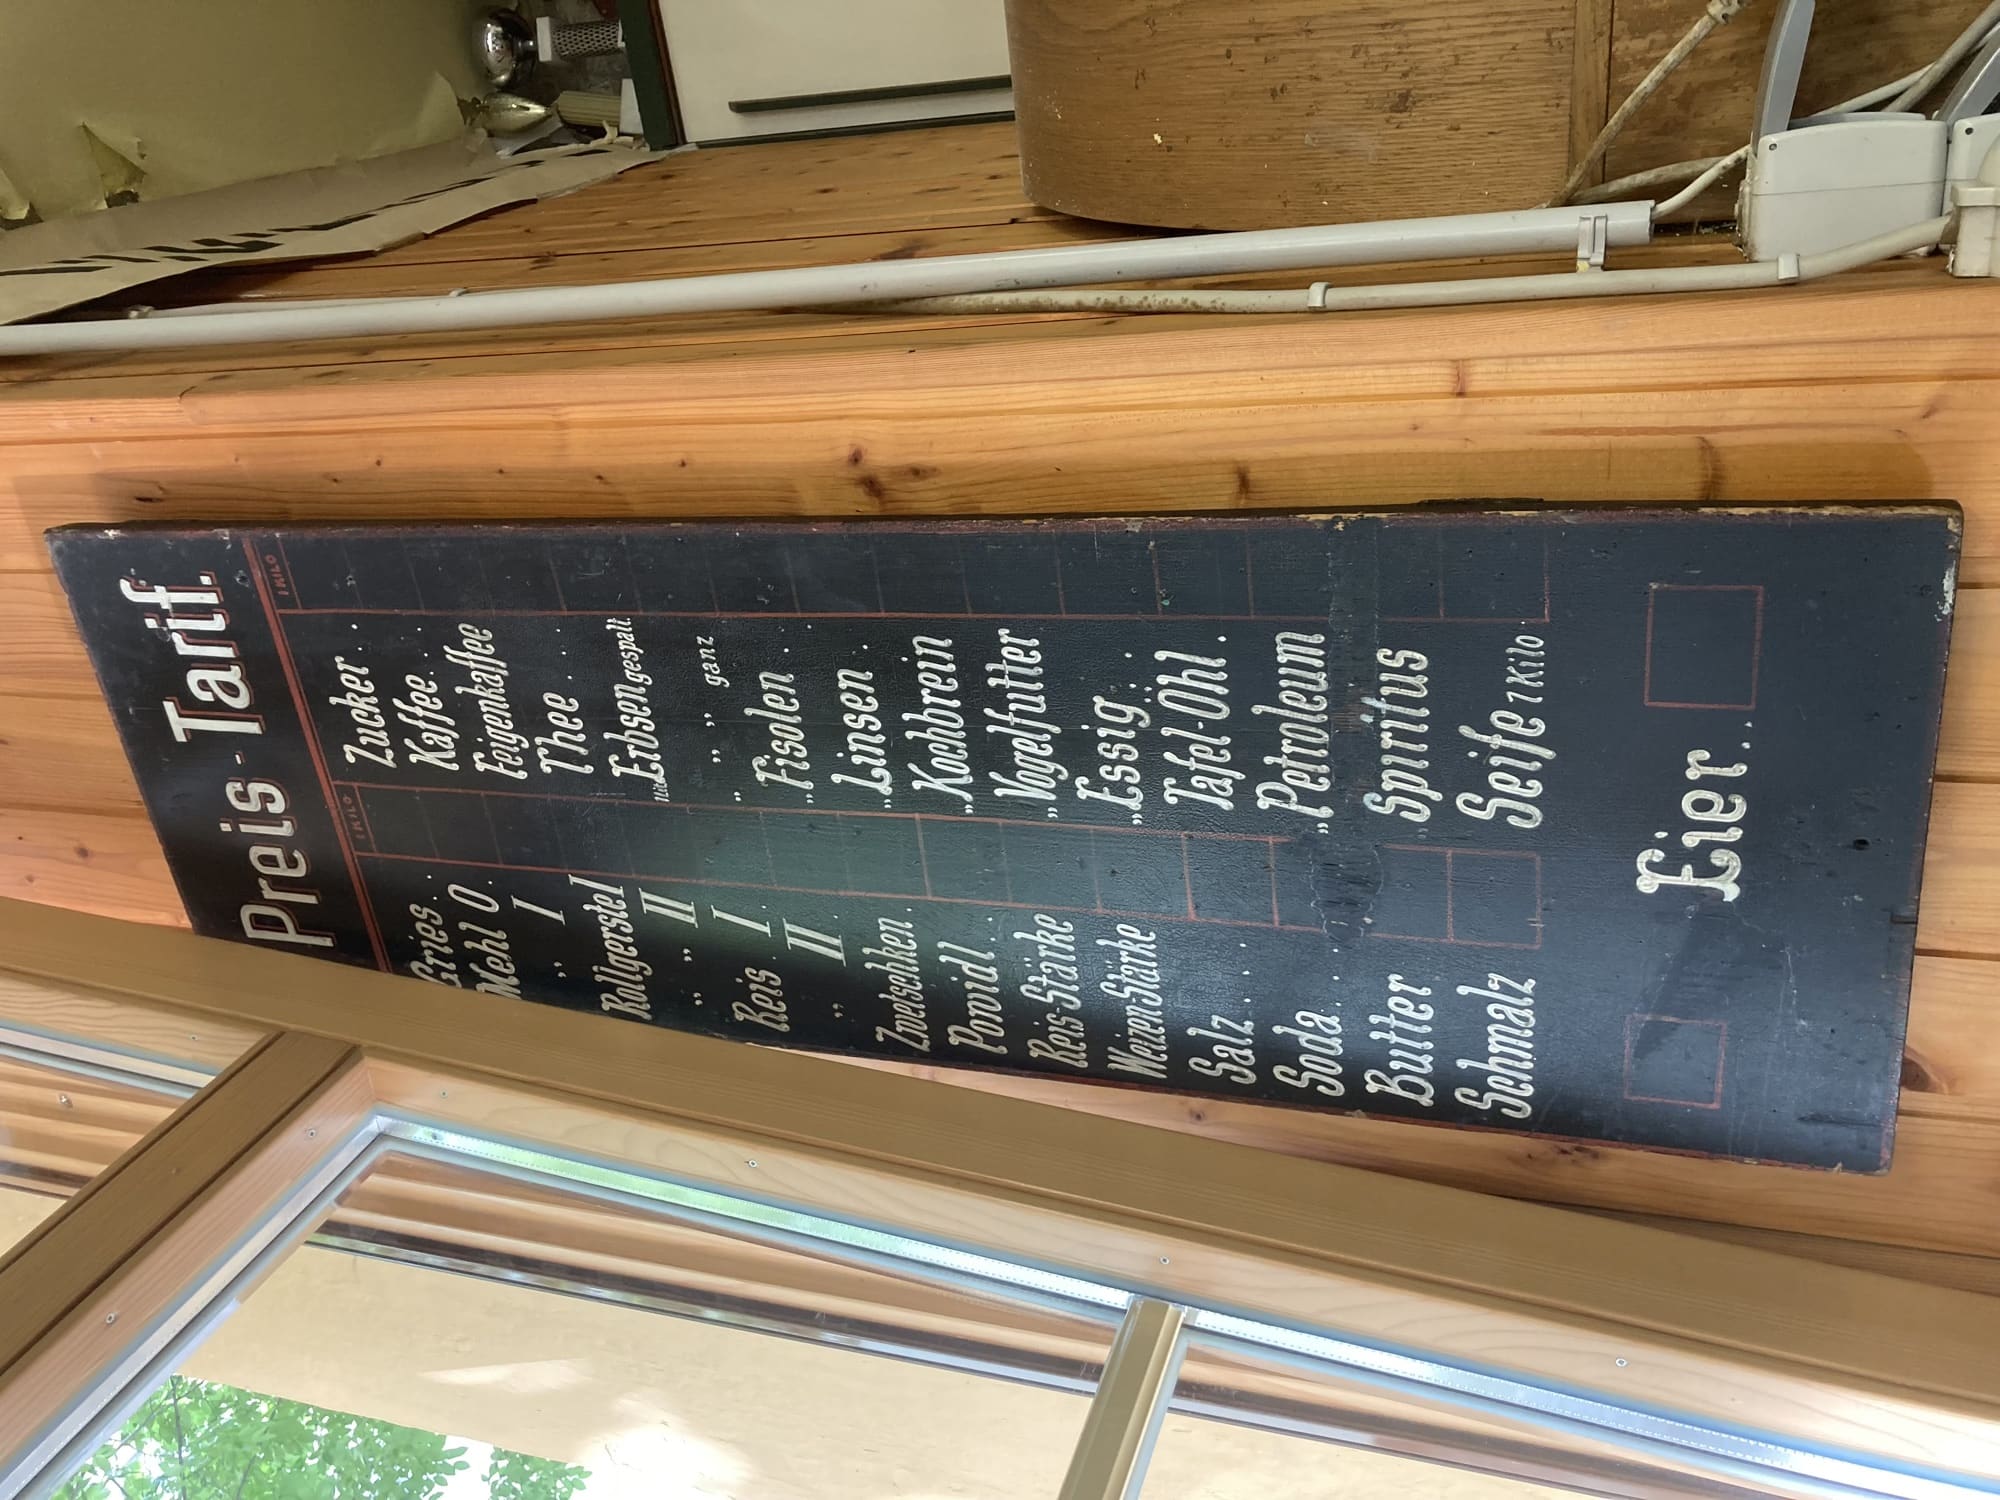 Preis - Tarif.
1 KILO
1 KILO
Gries.
Mehl 0.
„ I
Rollgerstel
„ „ II
Reis . I .
„ II .
Zwetschken.
Powidl .
Reis-Stärke
Weizen-Stärke
Salz . .
Soda . .
Butter
Schmalz
Zucker . .
Kaffee . .
Feigenkaffee
Thee . . .
Erbsen gespalt.
„ „ „ ganz
„ Fisolen . .
„ Linsen .
„ Kochbrein
„ Vogelfutter
„ Essig . .
Tafel-Öhl .
„ Petroleum
„ Spiritus
Seife 1 Kilo.
Eier . . .